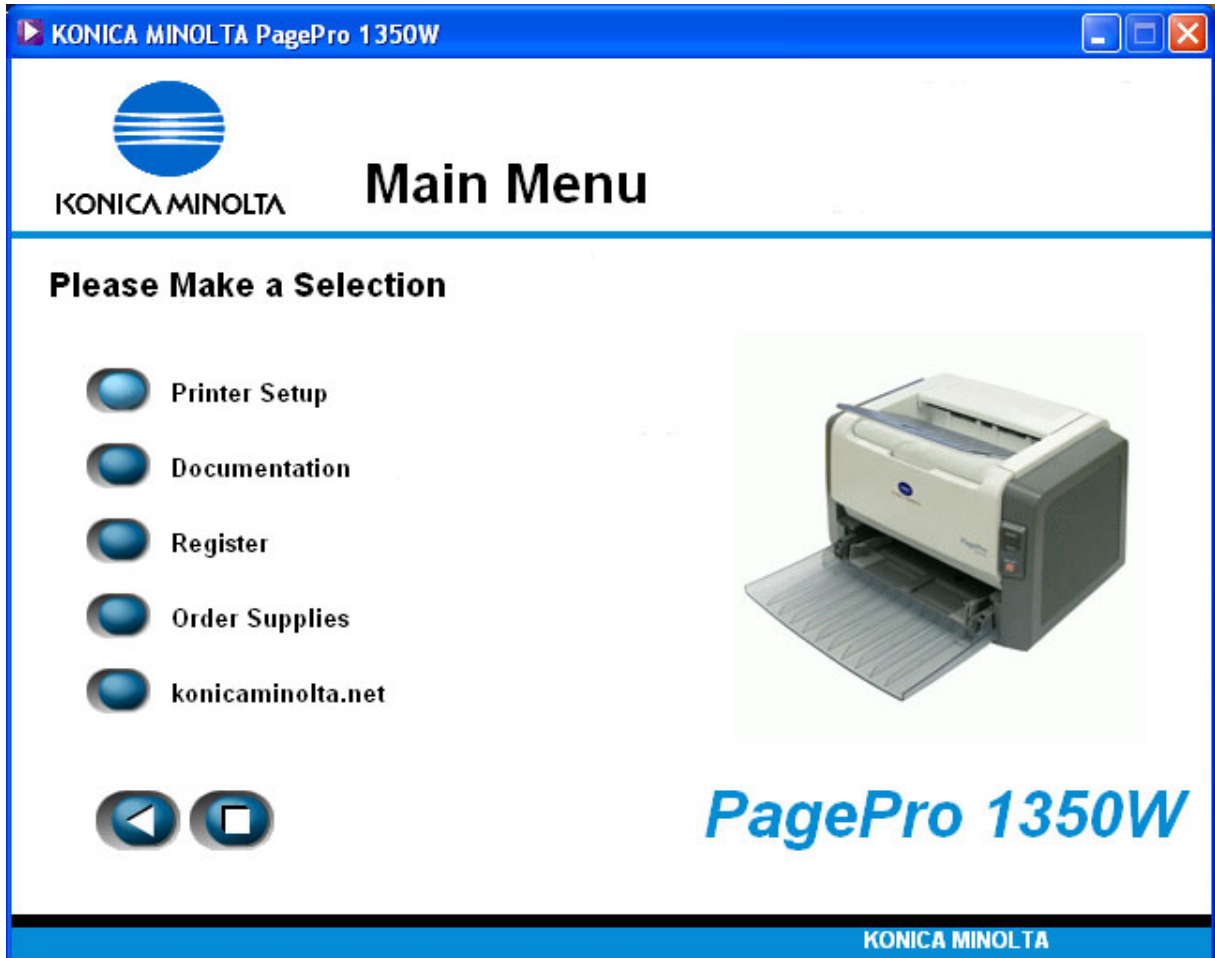 KONICA MINOLTA PagePro 1350W
KONICA MINOLTA
Main Menu
Please Make a Selection
Printer Setup
Documentation
Register
Order Supplies
konicaminolta.net
PagePro
PagePro 1350W
KONICA MINOLTA